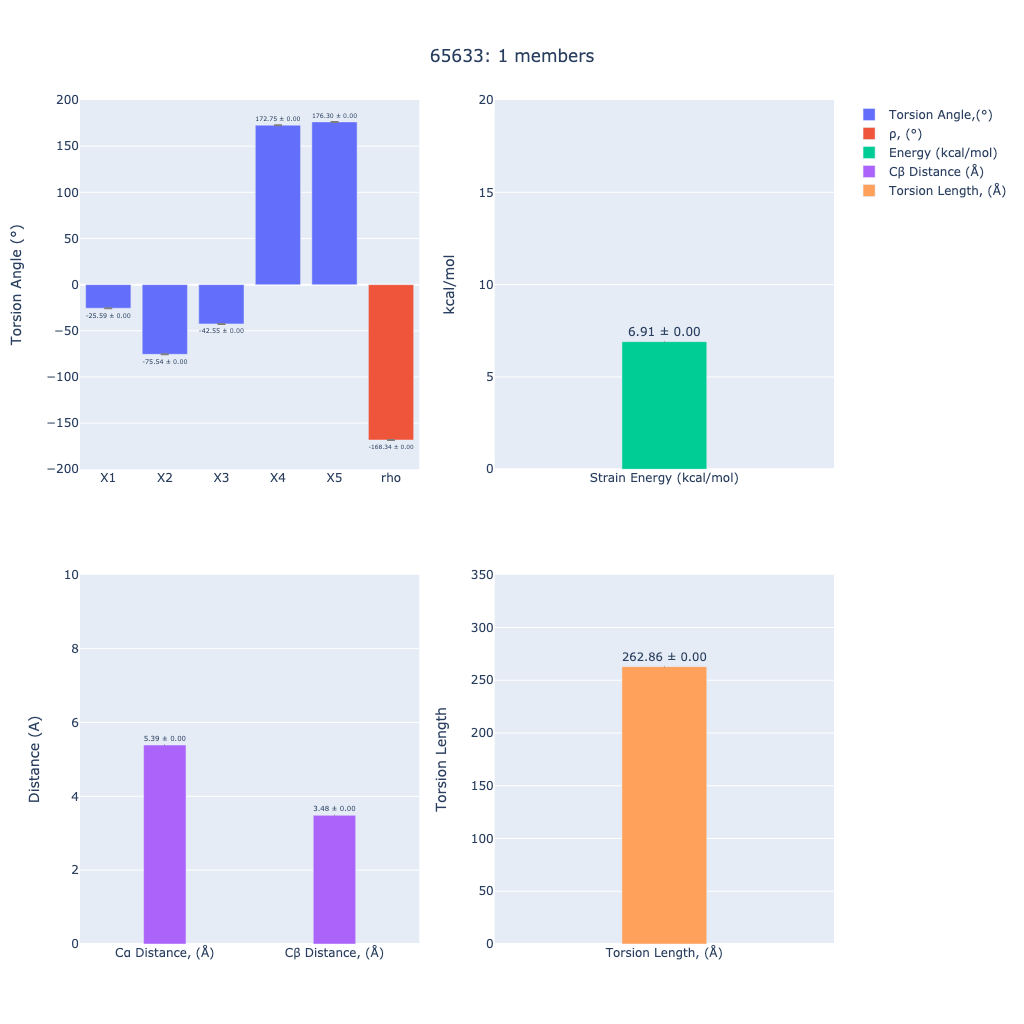 65633: 1 members
Torsion Angle (°)
200
150
100
50
0
−50
−100
−150
−200
-25.59 ± 0.00
-75.54 ± 0.00
-42.55 ± 0.00
172.75 ± 0.00
176.30 ± 0.00
-168.34 ± 0.00
X1 X2 X3 X4 X5 rho
kcal/mol
20
15
10
5
0
6.91 ± 0.00
Strain Energy (kcal/mol)
Torsion Angle,(°)
ρ, (°)
Energy (kcal/mol)
Cβ Distance (Å)
Torsion Length, (Å)
Distance (A)
10
8
6
4
2
0
5.39 ± 0.00
3.48 ± 0.00
Cα Distance, (Å) Cβ Distance, (Å)
Torsion Length
350
300
250
200
150
100
50
0
262.86 ± 0.00
Torsion Length, (Å)